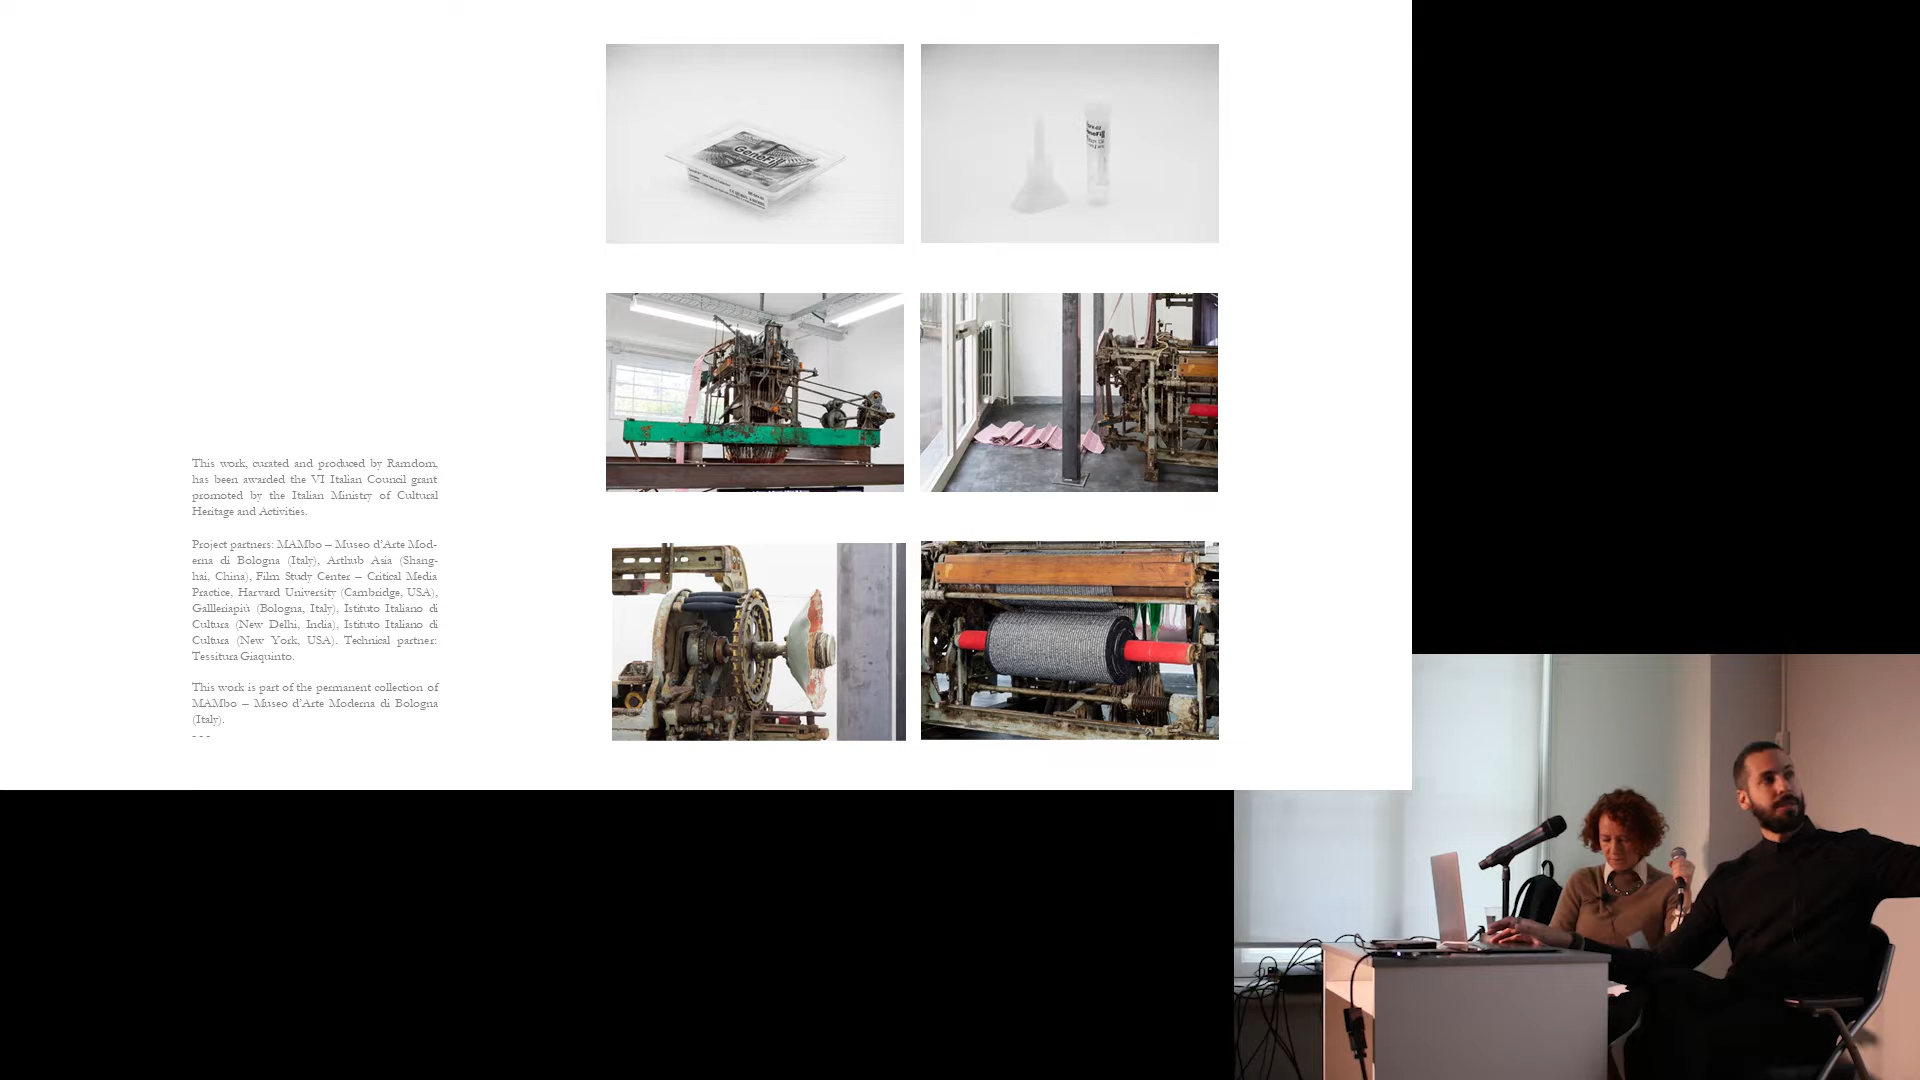 GeneFiX
This work, curated and produced by Ramdom,
has been awarded the VI Italian Council grant
promoted by the Italian Ministry of Cultural
Heritage and Activities.
Project partners: MAMbo – Museo d'Arte Mod-
erna di Bologna (Italy), Arthub Asia (Shang-
hai, China), Film Study Center – Critical Media
Practice, Harvard University (Cambridge, USA),
Gallleriapiù (Bologna, Italy), Istituto Italiano di
Cultura (New Delhi, India), Istituto Italiano di
Cultura (New York, USA). Technical partner:
Tessitura Giaquinto.
This work is part of the permanent collection of
MAMbo – Museo d'Arte Moderna di Bologna
(Italy).
- - -